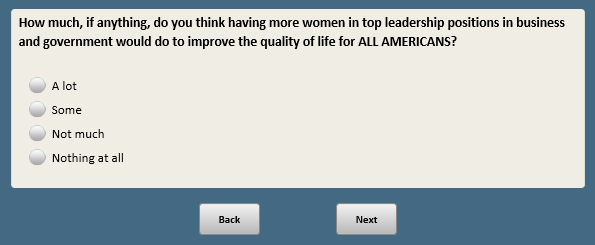 How much, if anything, do you think having more women in top leadership positions in business
and government would do to improve the quality of life for ALL AMERICANS?
A lot
Some
Not much
Nothing at all
Back
Next